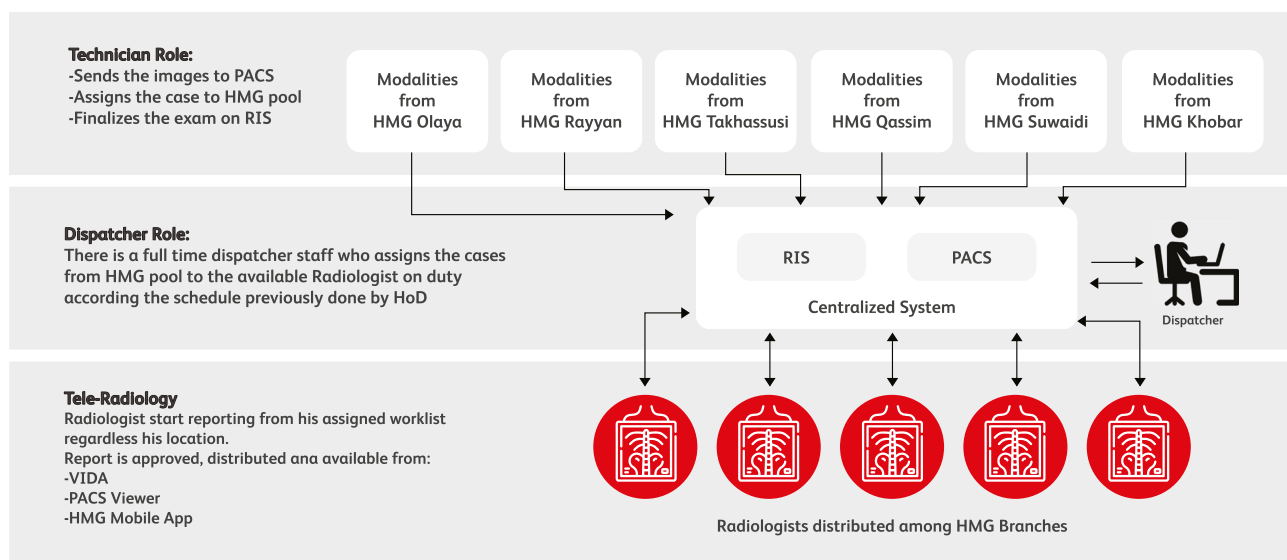 Technician Role:
-Sends the images to PACS
-Assigns the case to HMG pool
-Finalizes the exam on RIS
Modalities
from
HMG Olaya
Modalities
from
HMG Rayyan
Modalities
from
HMG Takhassusi
Modalities
from
HMG Qassim
Modalities
from
HMG Suwaidi
Modalities
from
HMG Khobar
Dispatcher Role:
There is a full time dispatcher staff who assigns the cases
from HMG pool to the available Radiologist on duty
according the schedule previously done by HoD
RIS
PACS
Centralized System
Dispatcher
Tele-Radiology
Radiologist start reporting from his assigned worklist
regardless his location.
Report is approved, distributed ana available from:
-VIDA
-PACS Viewer
-HMG Mobile App
Radiologists distributed among HMG Branches